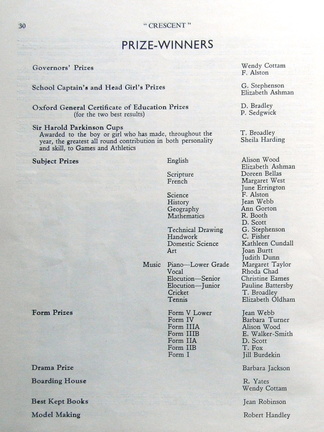 30 "CRESCENT"
PRIZE-WINNERS
Governors' Prizes Wendy Cottam
F. Alston
School Captain's and Head Girl's Prizes G. Stephenson
Elizabeth Ashman
Oxford General Certificate of Education Prizes D. Bradley
(for the two best results) P. Sedgwick
Sir Harold Parkinson Cups
Awarded to the boy or girl who has made, throughout the T. Broadley
year, the greatest all round contribution in both personality Sheila Harding
and skill, to Games and Athletics
Subject Prizes English Alison Wood
Elizabeth Ashman
Scripture Doreen Bellas
French Margaret West
June Errington
Science F. Alston
History Jean Webb
Geography Ann Gorton
Mathematics R. Booth
D. Scott
Technical Drawing G. Stephenson
Handwork C. Fisher
Domestic Science Kathleen Cundall
Art Joan Burtt
Judith Dunn
Music Piano—Lower Grade Margaret Taylor
Vocal Rhoda Chad
Elocution—Senior Christine Eames
Elocution—Junior Pauline Battersby
Cricket T. Broadley
Tennis Elizabeth Oldham
Form Prizes Form V Lower Jean Webb
Form IV Barbara Turner
Form IIIA Alison Wood
Form IIIB E. Walker-Smith
Form IIA D. Scott
Form IIB T. Fox
Form I Jill Burdekin
Drama Prize Barbara Jackson
Boarding House R. Yates
Wendy Cottam
Best Kept Books Jean Robinson
Model Making Robert Handley